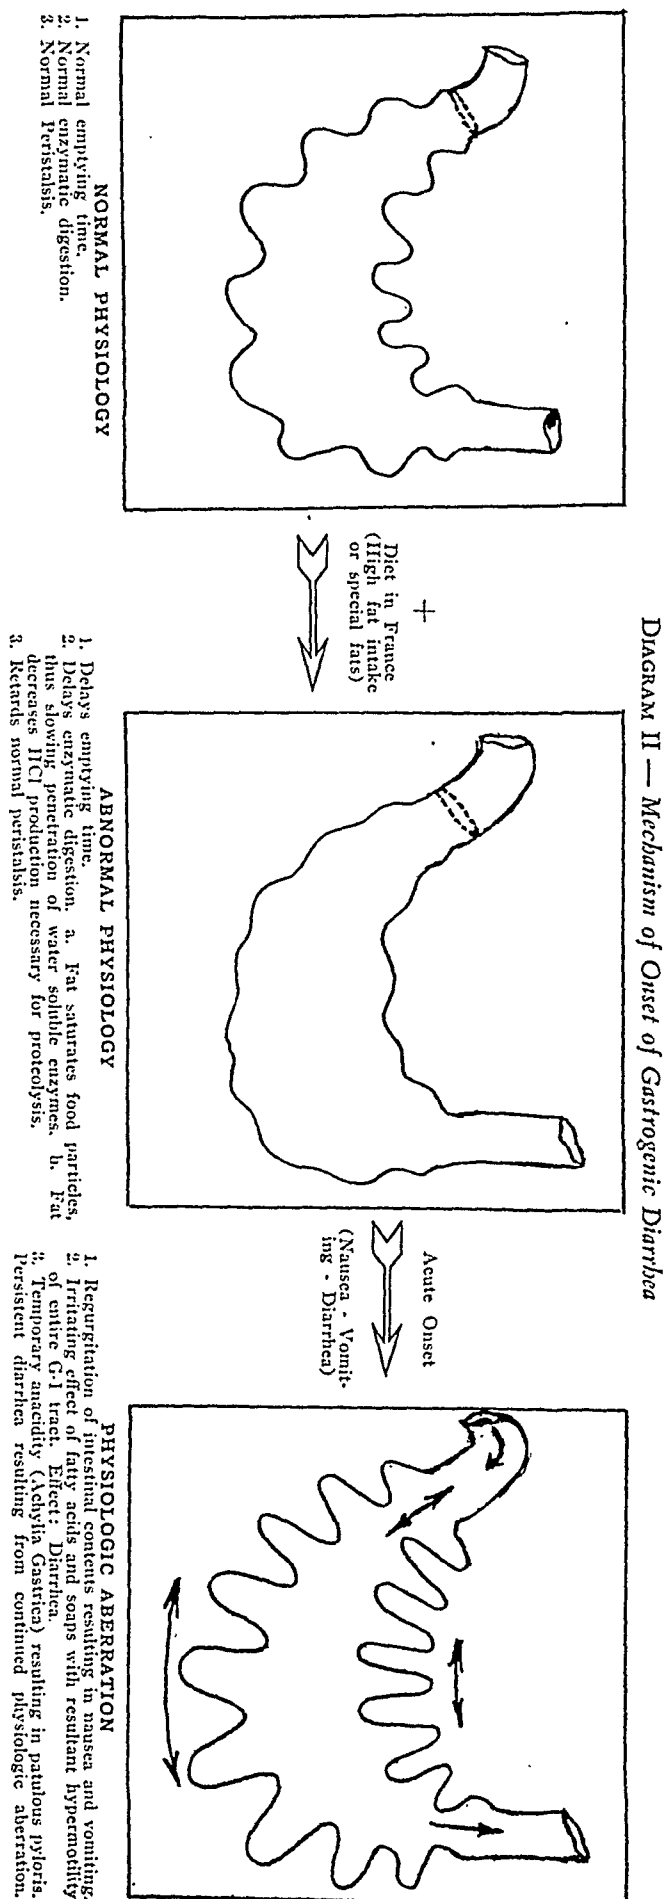 DIAGRAM II — Mechanism of Onset of Gastrogenic Diarrhea
NORMAL PHYSIOLOGY
1. Normal emptying time.
2. Normal enzymatic digestion.
3. Normal Peristalsis.
+
Diet in France
(High fat intake
or special fats)
ABNORMAL PHYSIOLOGY
1. Delays emptying time.
2. Delays enzymatic digestion. a. Fat saturates food particles,
thus slowing penetration of water soluble enzymes. b. Fat
decreases HCl production necessary for proteolysis.
3. Retards normal peristalsis.
Acute Onset
(Nausea - Vomit-
ing - Diarrhea)
PHYSIOLOGIC ABERRATION
1. Regurgitation of intestinal contents resulting in nausea and vomiting.
2. Irritating effect of fatty acids and soaps with resultant hypermotility
of entire G-I tract. Effect: Diarrhea.
3. Temporary anacidity (Achylia Gastrica) resulting in patulous pyloris.
Persistent diarrhea resulting from continued physiologic aberration.